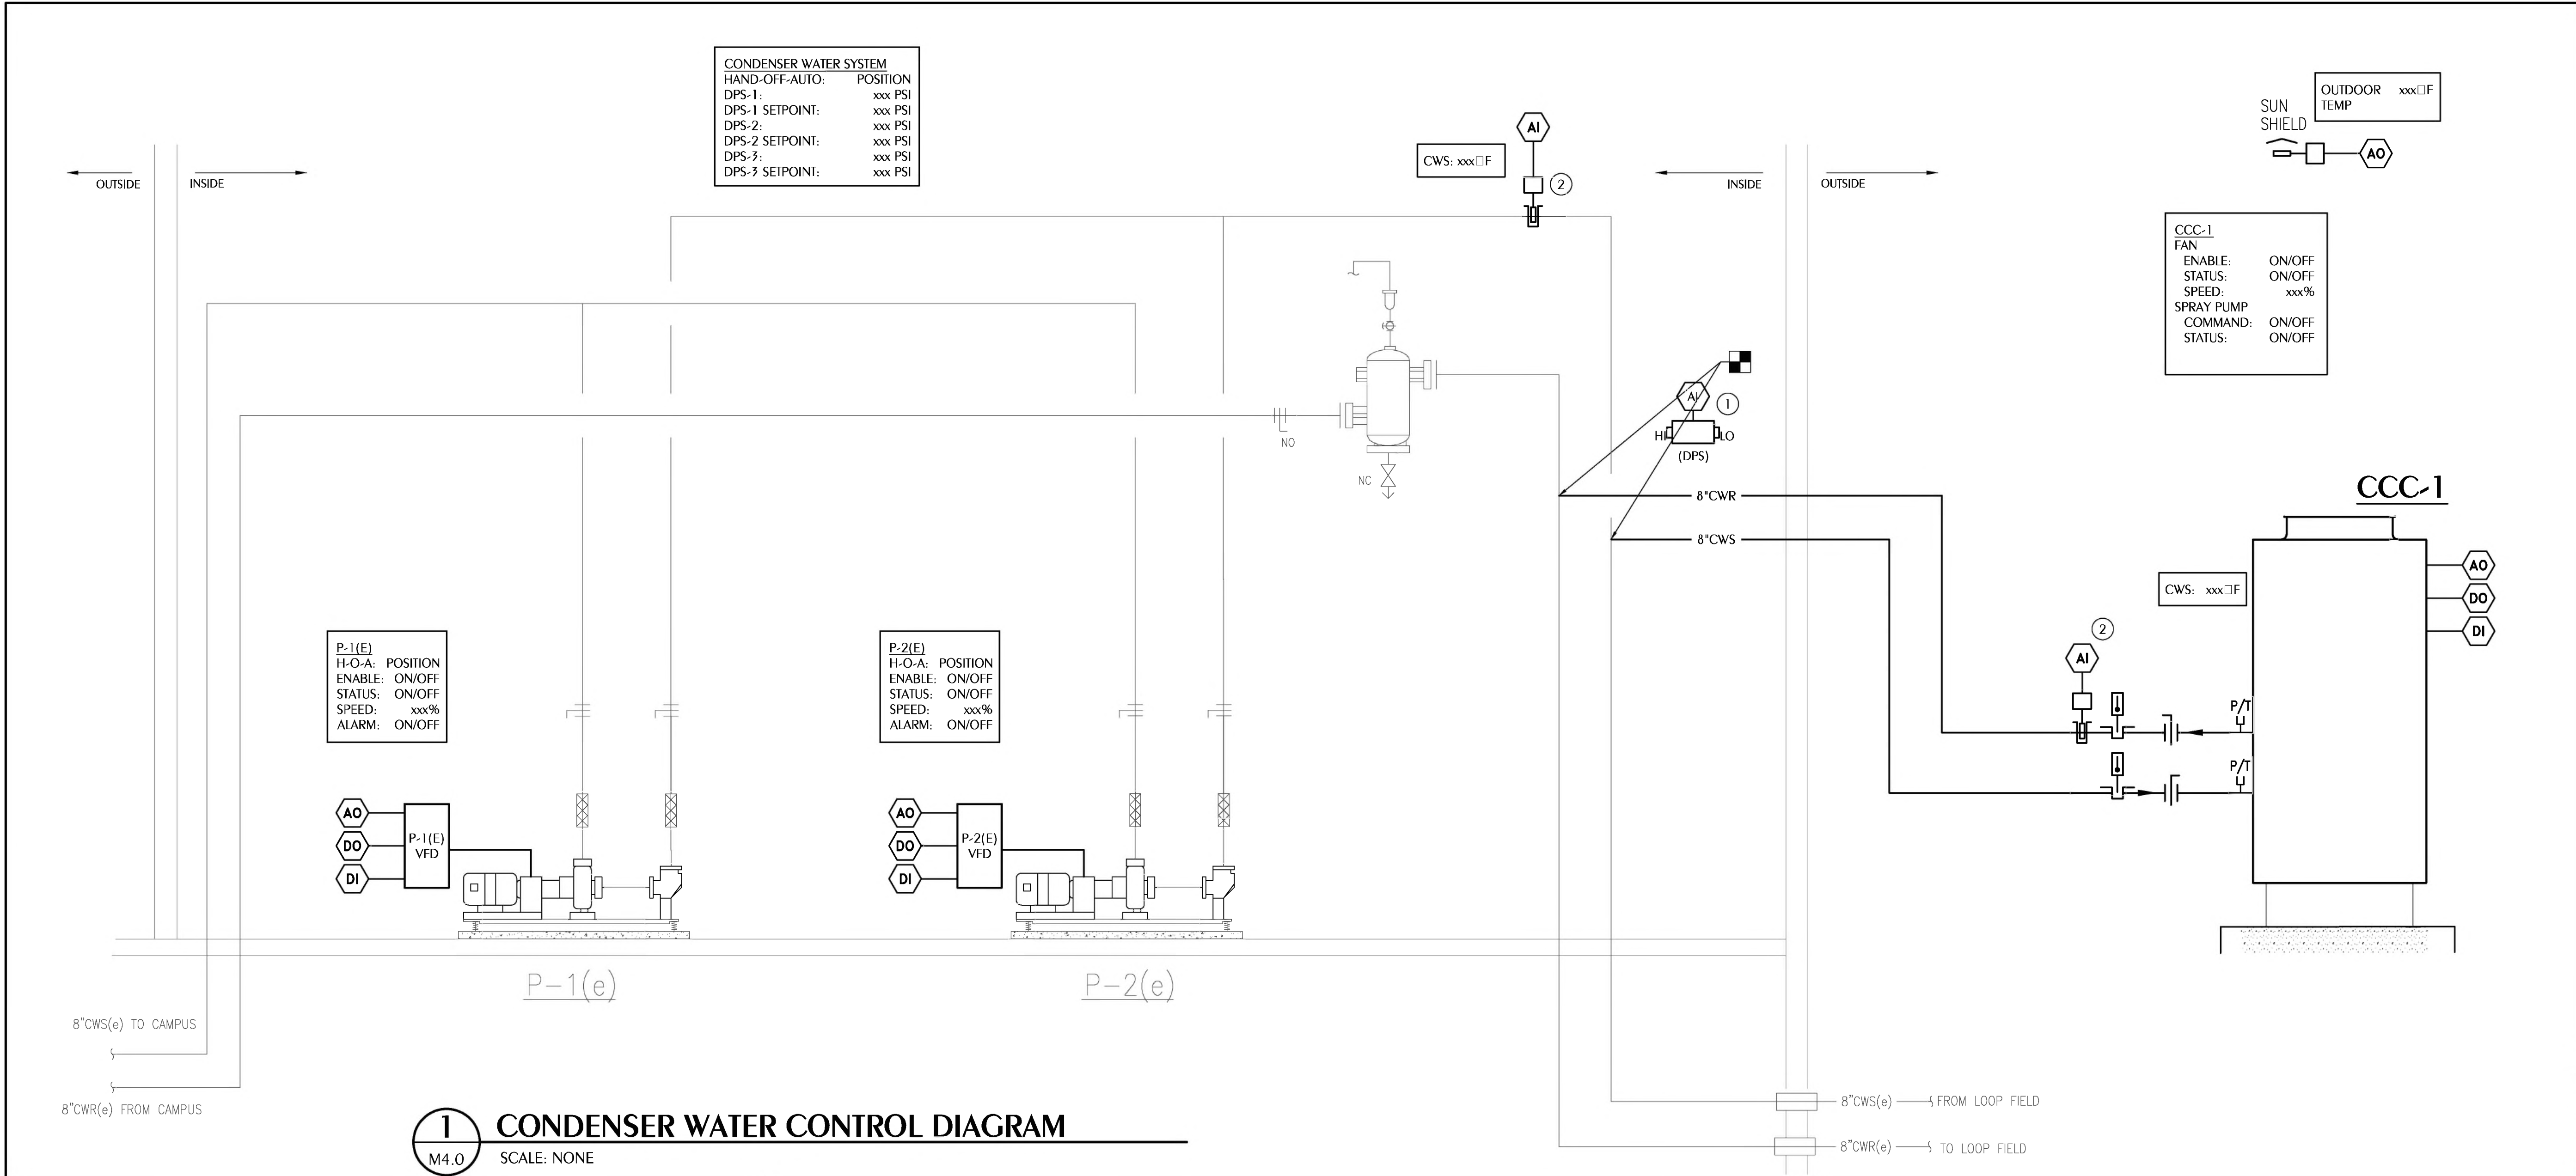 CONDENSER WATER SYSTEM
HAND-OFF-AUTO: POSITION
DPS-1: xxx PSI
DPS-1 SETPOINT: xxx PSI
DPS-2: xxx PSI
DPS-2 SETPOINT: xxx PSI
DPS-3: xxx PSI
DPS-3 SETPOINT: xxx PSI
OUTSIDE
INSIDE
AI
CWS: xxx□F
2
INSIDE
OUTSIDE
SUN
SHIELD
OUTDOOR xxx□F
TEMP
AO
CCC-1
FAN
ENABLE: ON/OFF
STATUS: ON/OFF
SPEED: xxx%
SPRAY PUMP
COMMAND: ON/OFF
STATUS: ON/OFF
AI
1
HI
LO
(DPS)
NO
NC
8"CWR
8"CWS
CCC-1
AO
DO
DI
CWS: xxx□F
2
AI
P/T
P/T
P-1(E)
H-O-A: POSITION
ENABLE: ON/OFF
STATUS: ON/OFF
SPEED: xxx%
ALARM: ON/OFF
P-2(E)
H-O-A: POSITION
ENABLE: ON/OFF
STATUS: ON/OFF
SPEED: xxx%
ALARM: ON/OFF
AO
DO
DI
P-1(E)
VFD
AO
DO
DI
P-2(E)
VFD
P-1(e)
P-2(e)
8"CWS(e) TO CAMPUS
8"CWR(e) FROM CAMPUS
8"CWS(e) FROM LOOP FIELD
8"CWR(e) TO LOOP FIELD
1
M4.0
CONDENSER WATER CONTROL DIAGRAM
SCALE: NONE